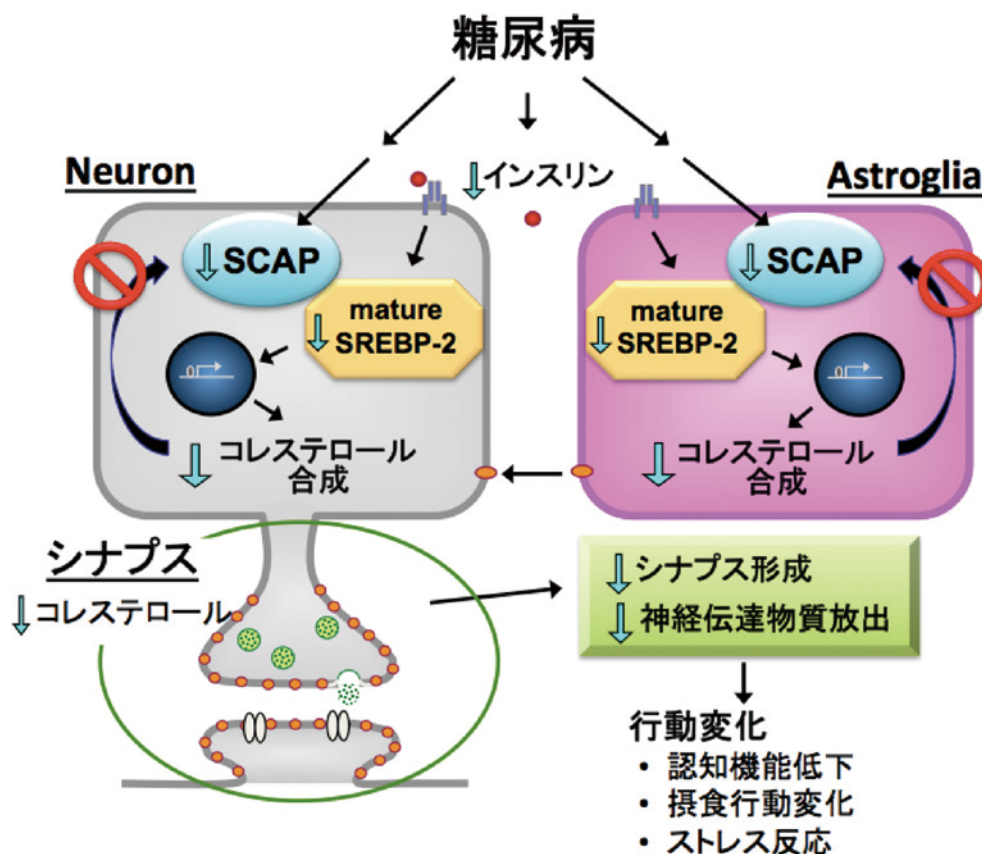 糖尿病
Neuron
↓インスリン
Astroglia
↓SCAP
mature
↓SREBP-2
↓コレステロール
合成
↓SCAP
mature
↓SREBP-2
↓コレステロール
合成
シナプス
↓コレステロール
↓シナプス形成
↓神経伝達物質放出
行動変化
• 認知機能低下
• 摂食行動変化
• ストレス反応